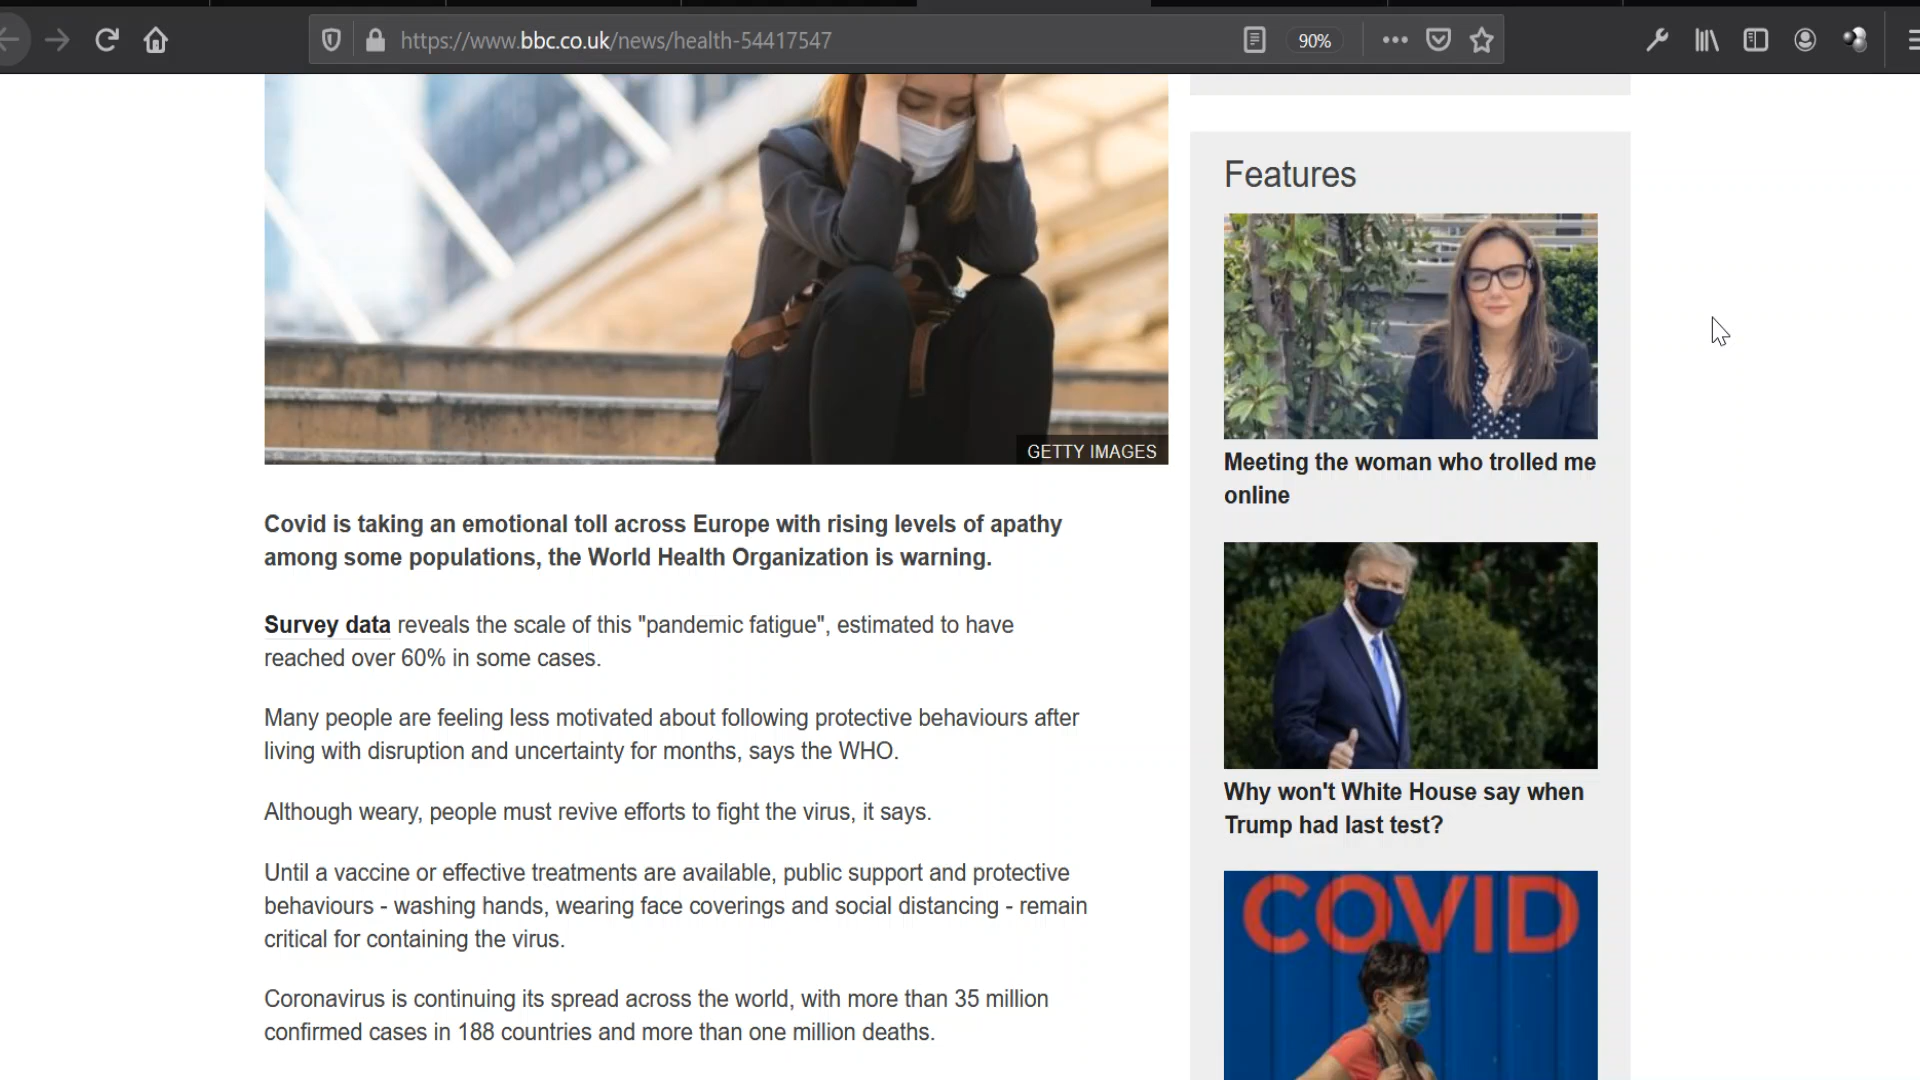 https://www.bbc.co.uk/news/health-54417547
90%
GETTY IMAGES
Covid is taking an emotional toll across Europe with rising levels of apathy
among some populations, the World Health Organization is warning.
Survey data reveals the scale of this "pandemic fatigue", estimated to have
reached over 60% in some cases.
Many people are feeling less motivated about following protective behaviours after
living with disruption and uncertainty for months, says the WHO.
Although weary, people must revive efforts to fight the virus, it says.
Until a vaccine or effective treatments are available, public support and protective
behaviours - washing hands, wearing face coverings and social distancing - remain
critical for containing the virus.
Coronavirus is continuing its spread across the world, with more than 35 million
confirmed cases in 188 countries and more than one million deaths.
Features
Meeting the woman who trolled me
online
Why won't White House say when
Trump had last test?
COVID